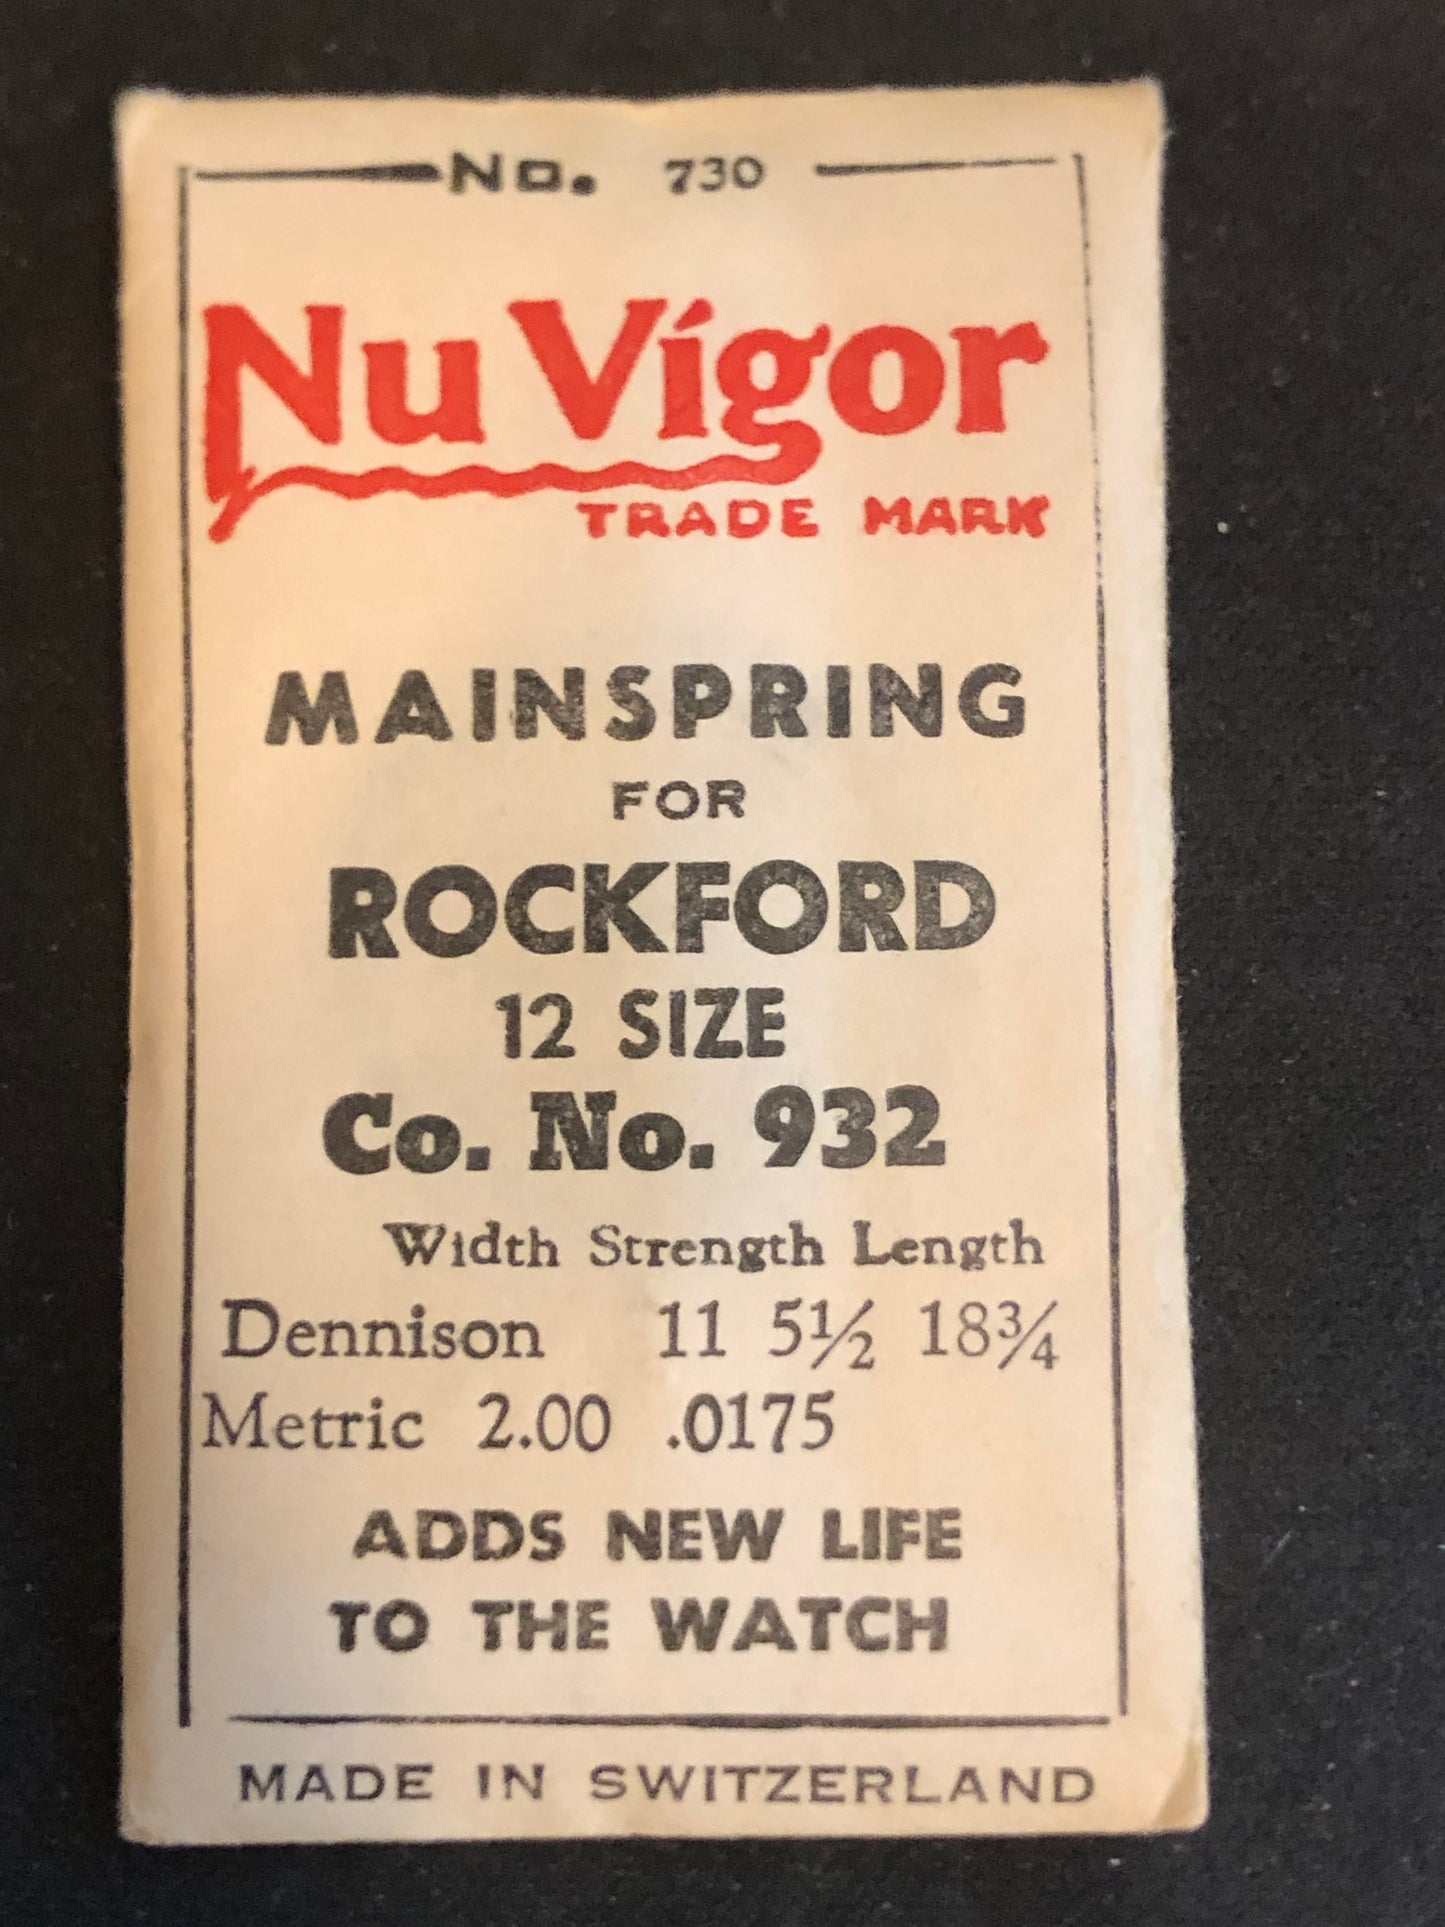 No. 730
Nu Vigor
TRADE MARK
MAINSPRING
FOR
ROCKFORD
12 SIZE
Co. No. 932
Width Strength Length
Dennison 11 5½ 18¾
Metric 2.00 .0175
ADDS NEW LIFE
TO THE WATCH
MADE IN SWITZERLAND